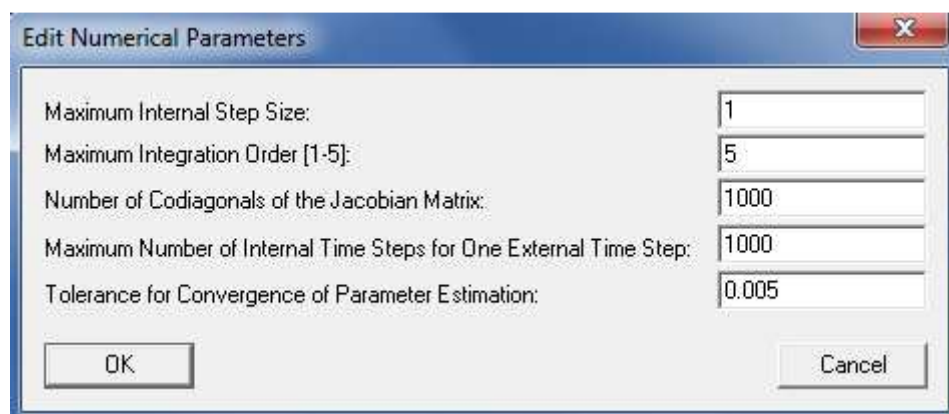 Edit Numerical Parameters
Maximum Internal Step Size: 1
Maximum Integration Order [1-5]: 5
Number of Codiagonals of the Jacobian Matrix: 1000
Maximum Number of Internal Time Steps for One External Time Step: 1000
Tolerance for Convergence of Parameter Estimation: 0.005
OK Cancel